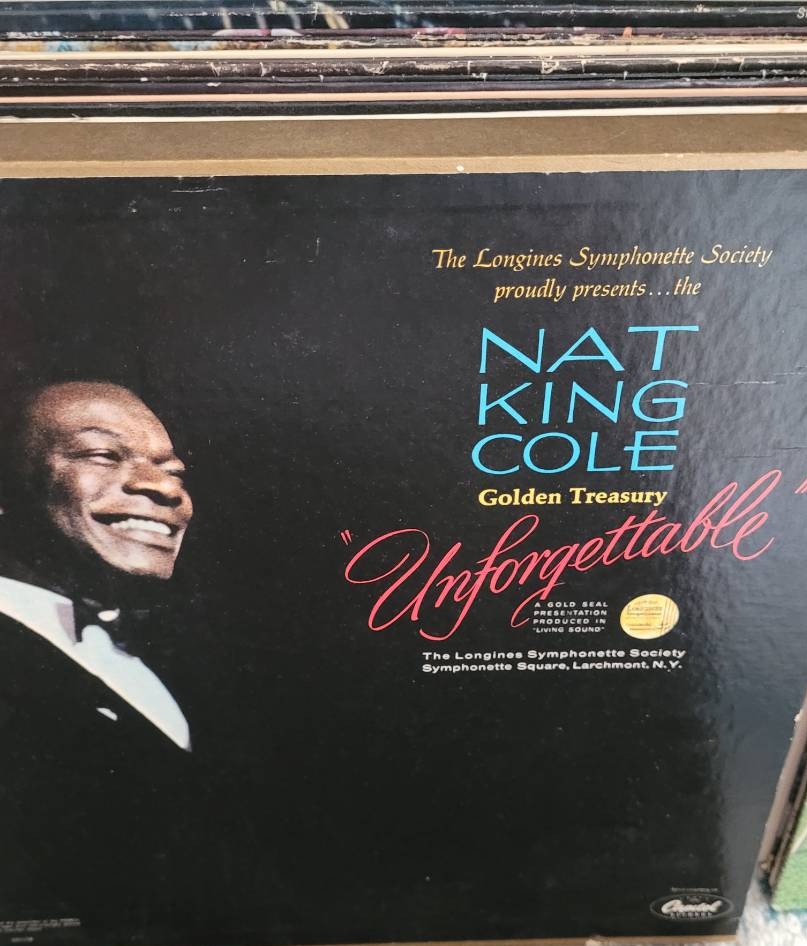 The Longines Symphonette Society
proudly presents...the
NAT
KING
COLE
Golden Treasury
"Unforgettable"
A GOLD SEAL
PRESENTATION
PRODUCED IN
"LIVING SOUND"
The Longines Symphonette Society
Symphonette Square, Larchmont, N.Y.
Capitol
RECORDS